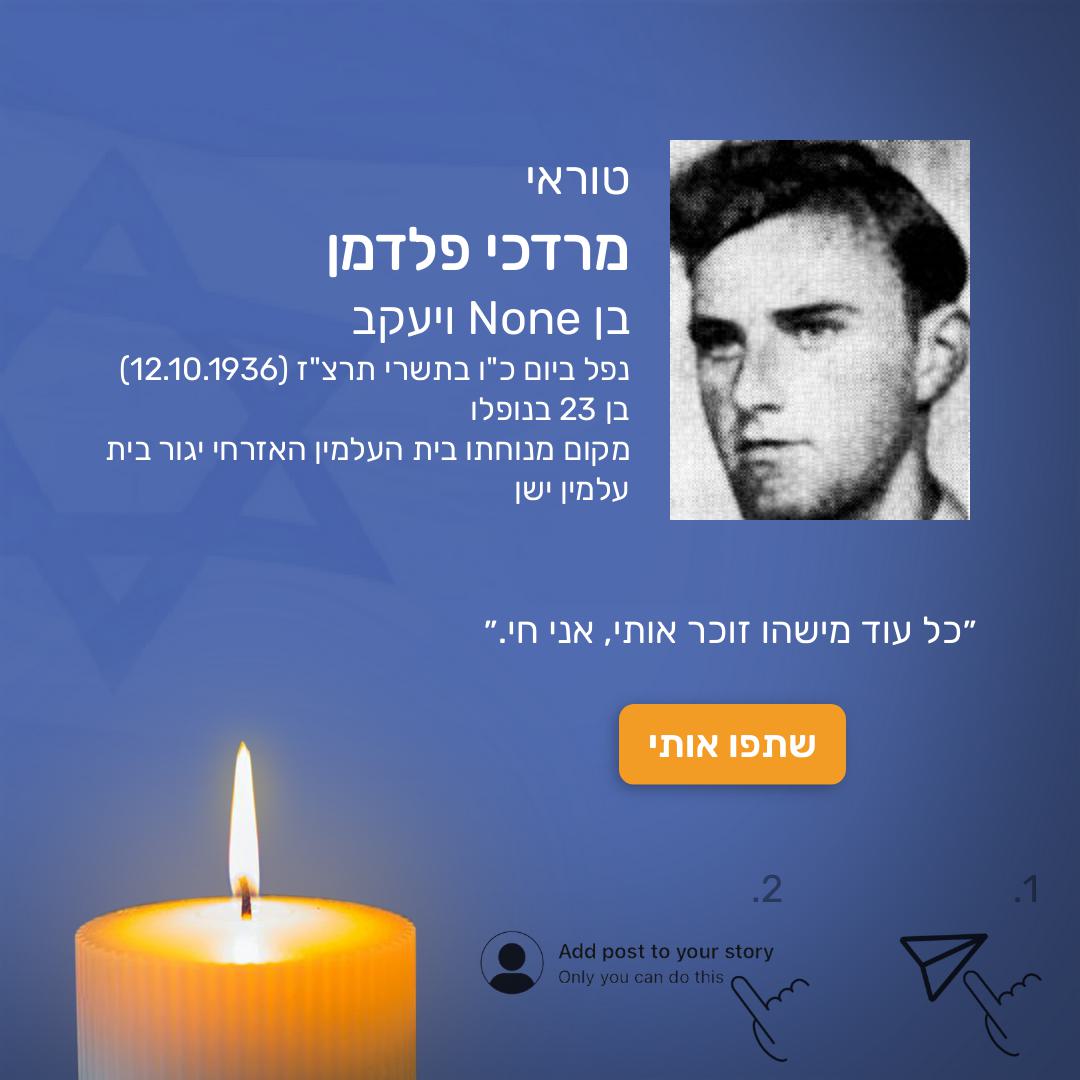 טוראי
מרדכי פלדמן
בן None ויעקב
נפל ביום כ"ו בתשרי תרצ"ז (12.10.1936)
בן 23 בנופלו
מקום מנוחתו בית העלמין האזרחי יגור בית
עלמין ישן
״כל עוד מישהו זוכר אותי, אני חי.״
שתפו אותי
1.
2.
Add post to your story
Only you can do this